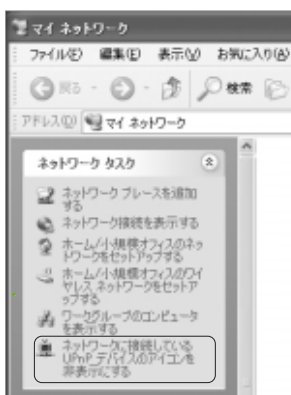 マイ ネットワーク
ファイル(F) 編集(E) 表示(V) お気に入り(A)
戻る 検索
アドレス(D) マイ ネットワーク
ネットワーク タスク
ネットワーク プレースを追加
する
ネットワーク接続を表示する
ホーム/小規模オフィスのネッ
トワークをセットアップする
ホーム/小規模オフィスのワイ
ヤレス ネットワークをセットア
ップする
ワークグループのコンピュータ
を表示する
ネットワークに接続している
UPnP デバイスのアイコンを
非表示にする